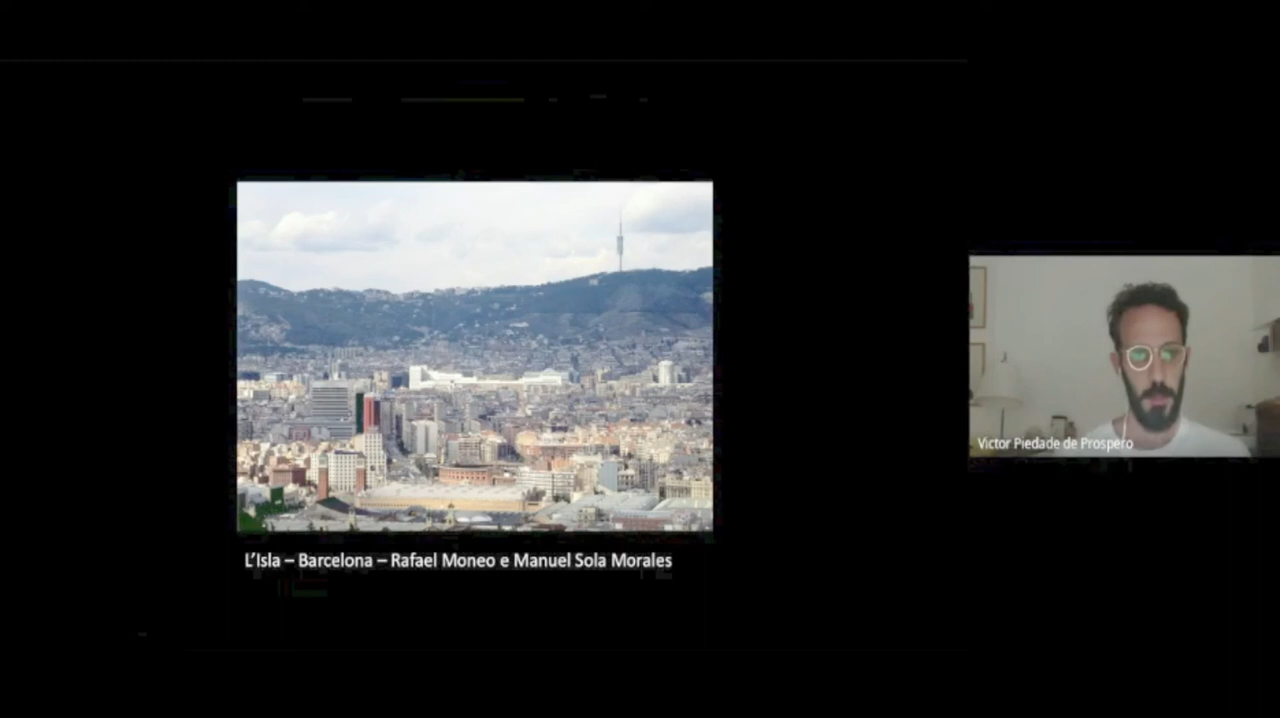 L'Isla – Barcelona – Rafael Moneo e Manuel Sola Morales
Victor Piedade de Prospero